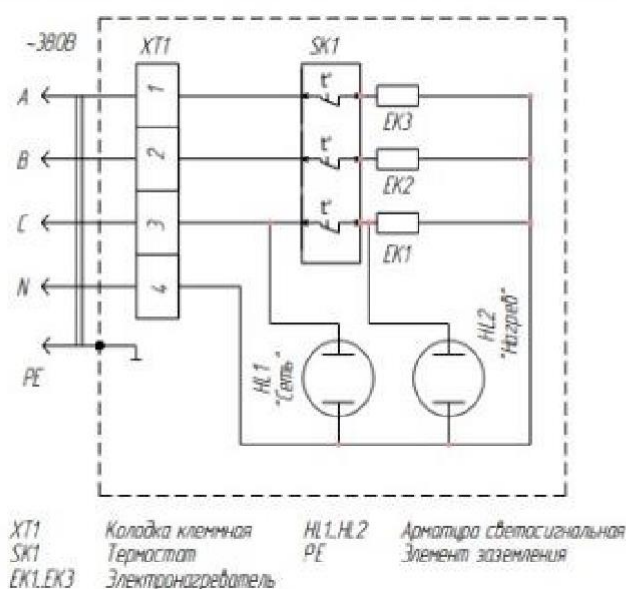 ~380В
XT1
SK1
A
1
t°
EK3
B
2
t°
EK2
C
3
t°
EK1
N
4
PE
HL1
"Сеть"
HL2
"Нагрев"
XT1 Колодка клеммная HL1..HL2 Арматура светосигнальная
SK1 Термостат PE Элемент заземления
EK1..EK3 Электронагреватель